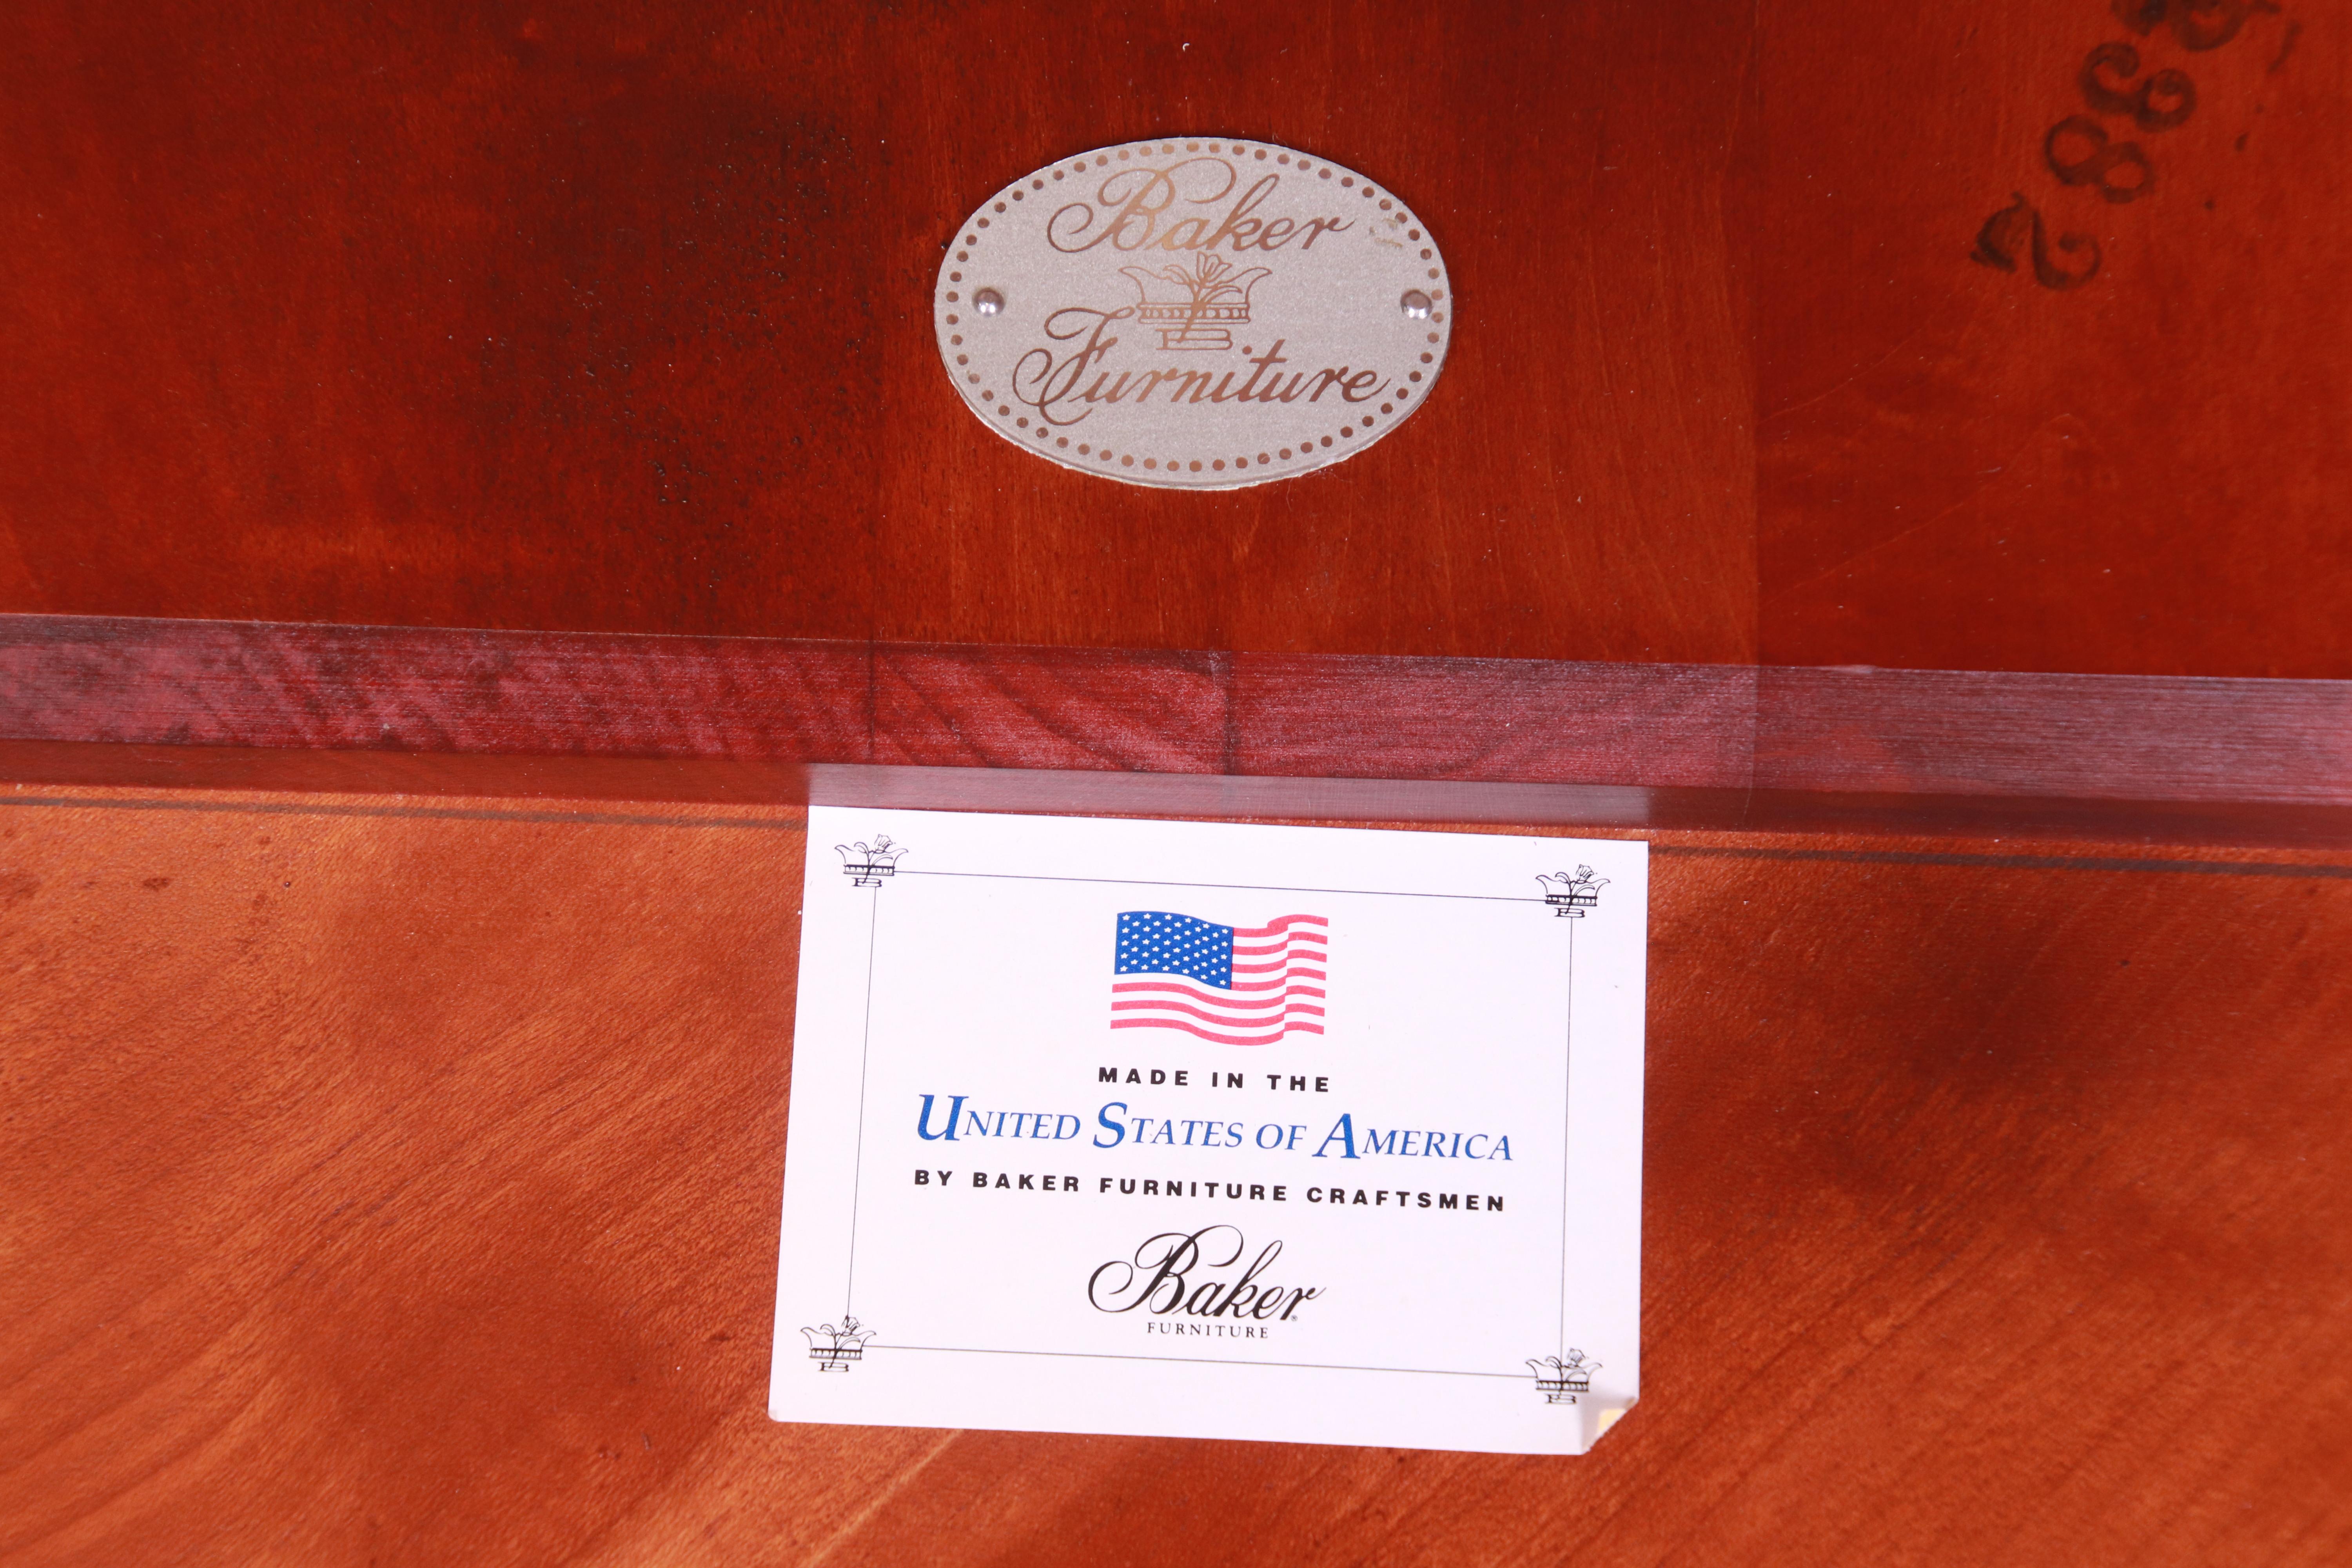 Baker
Furniture
MADE IN THE
UNITED STATES OF AMERICA
BY BAKER FURNITURE CRAFTSMEN
Baker®
FURNITURE